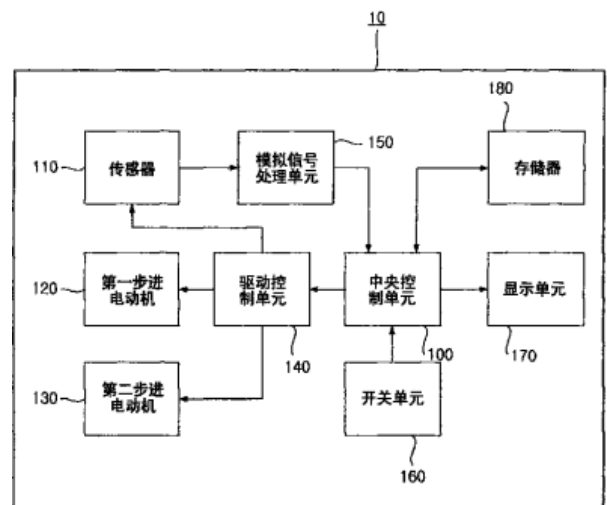 10
180
150
110
传感器
模拟信号
处理单元
存储器
120
第一步进
电动机
驱动控
制单元
中央控
制单元
显示单元
140
100
170
130
第二步进
电动机
开关单元
160